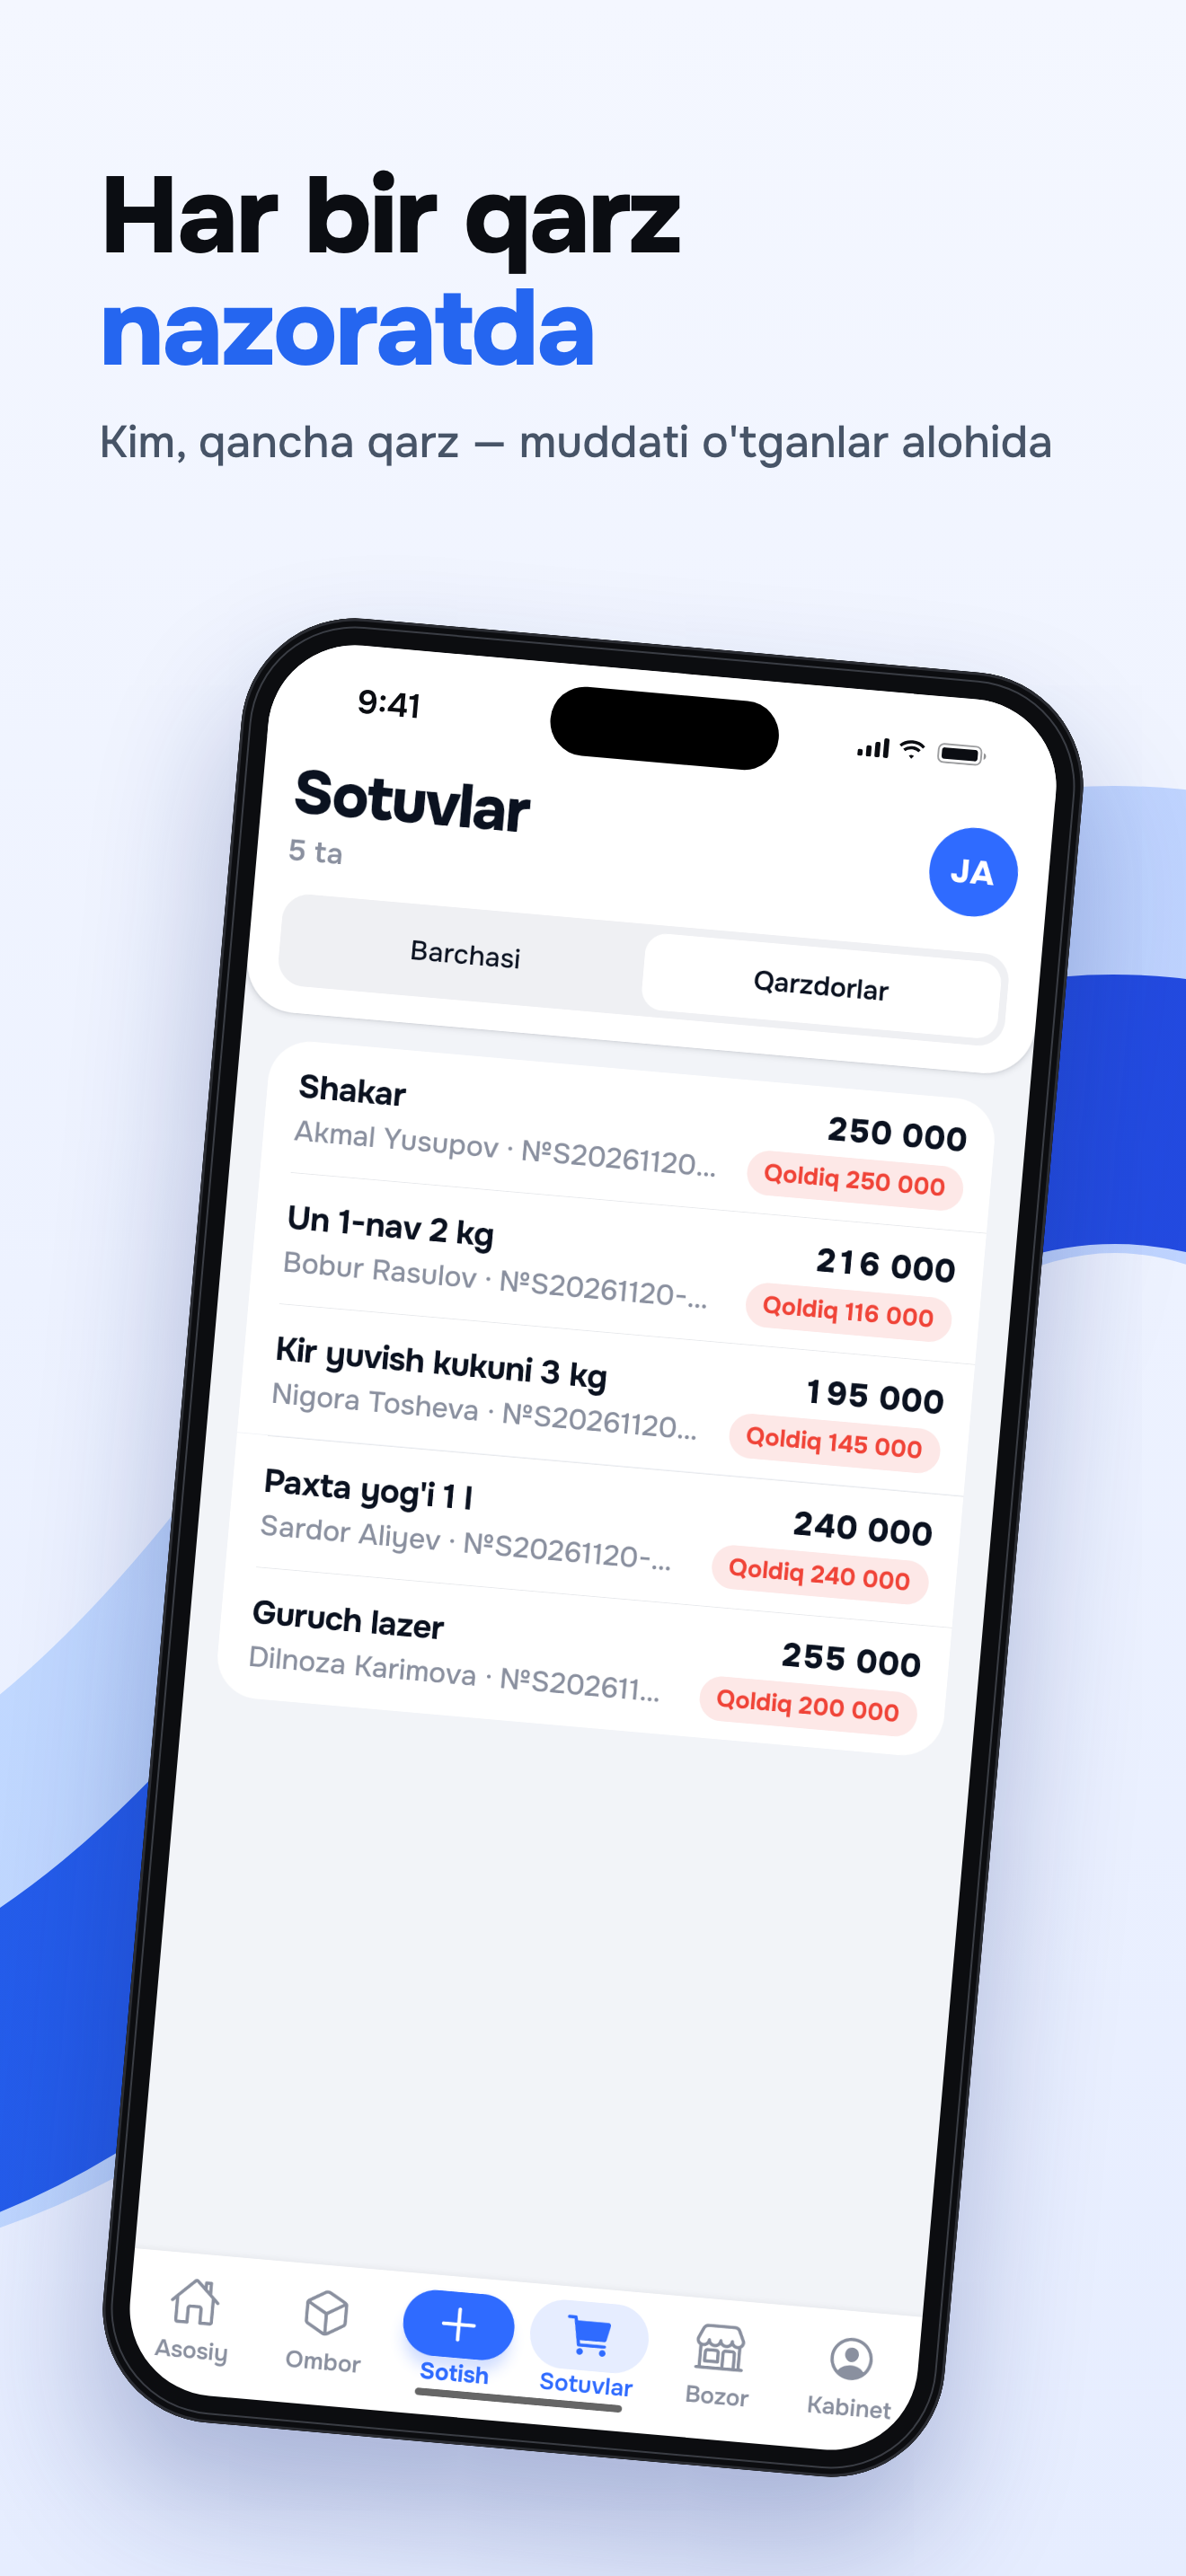 Har bir qarz
nazoratda
Kim, qancha qarz — muddati o'tganlar alohida
9:41
Sotuvlar
5 ta
JA
Barchasi
Qarzdorlar
Shakar
250 000
Akmal Yusupov · №S20261120...
Qoldiq 250 000
Un 1-nav 2 kg
216 000
Bobur Rasulov · №S20261120-...
Qoldiq 116 000
Kir yuvish kukuni 3 kg
195 000
Nigora Tosheva · №S20261120...
Qoldiq 145 000
Paxta yog'i 1 l
240 000
Sardor Aliyev · №S20261120-...
Qoldiq 240 000
Guruch lazer
255 000
Dilnoza Karimova · №S202611...
Qoldiq 200 000
Asosiy
Ombor
Sotish
Sotuvlar
Bozor
Kabinet